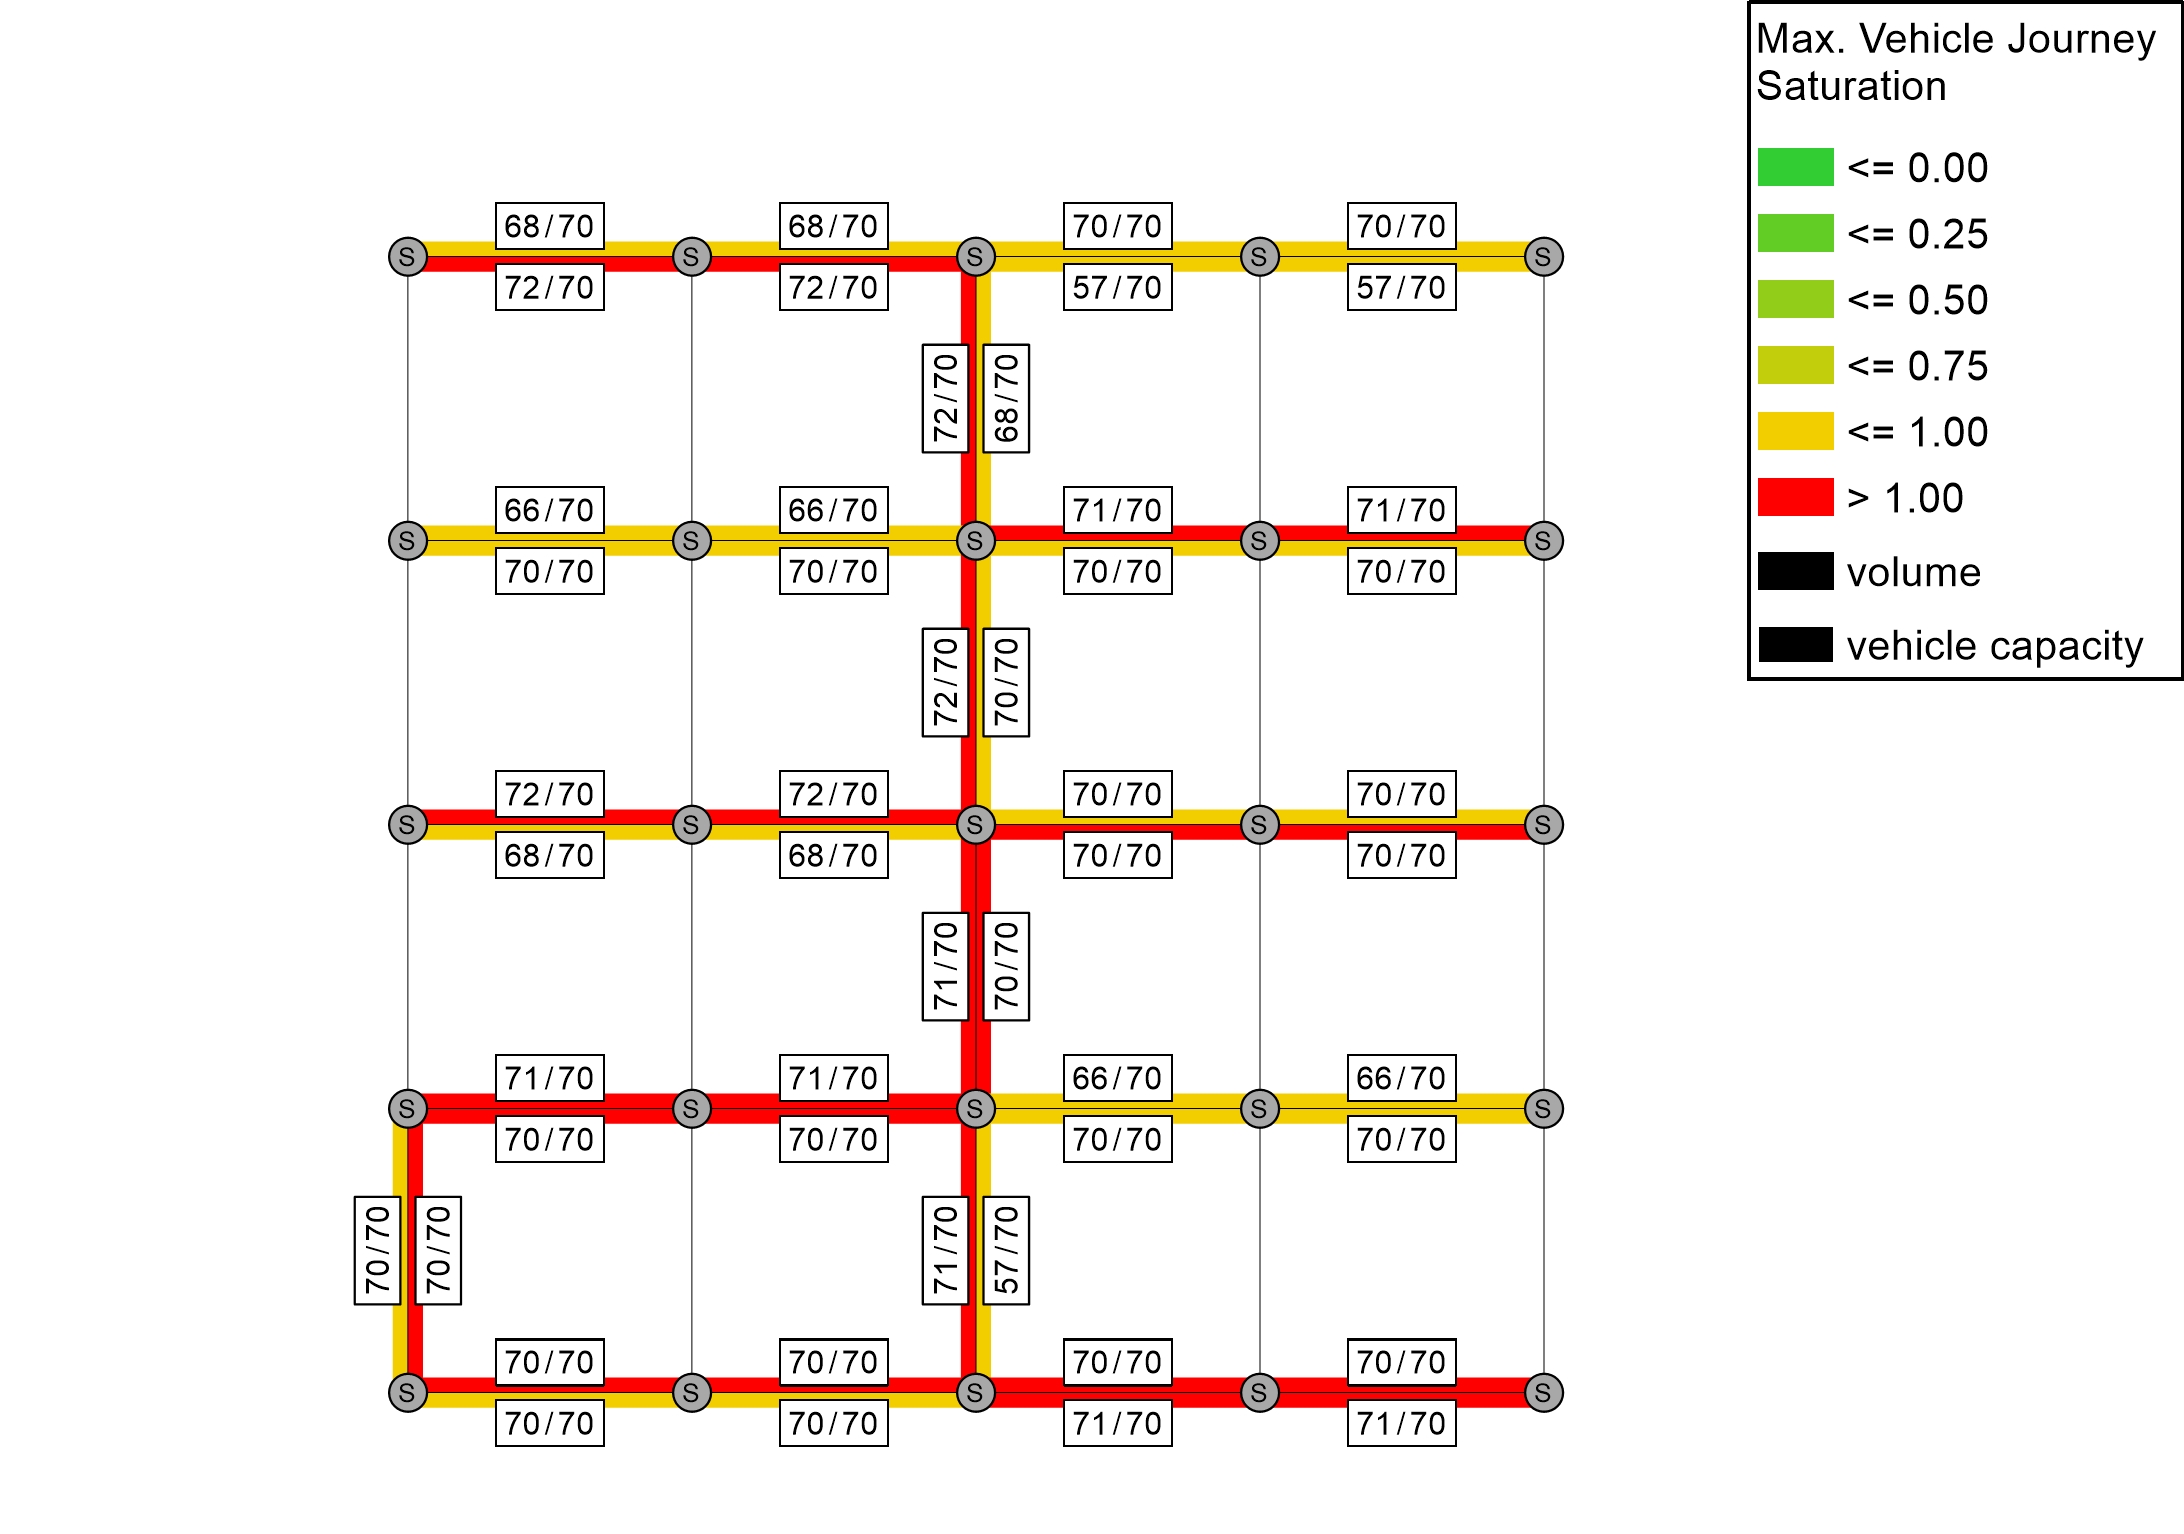 Max. Vehicle Journey
Saturation
<= 0.00
<= 0.25
<= 0.50
<= 0.75
<= 1.00
> 1.00
volume
vehicle capacity
68/70 68/70 70/70 70/70
S S S S S
72/70 72/70 57/70 57/70
72/70 68/70
66/70 66/70 71/70 71/70
S S S S S
70/70 70/70 70/70 70/70
72/70 70/70
72/70 72/70 70/70 70/70
S S S S S
68/70 68/70 70/70 70/70
71/70 70/70
71/70 71/70 66/70 66/70
S S S S S
70/70 70/70 70/70 70/70
70/70 70/70 71/70 57/70
70/70 70/70 70/70 70/70
S S S S S
70/70 70/70 71/70 71/70